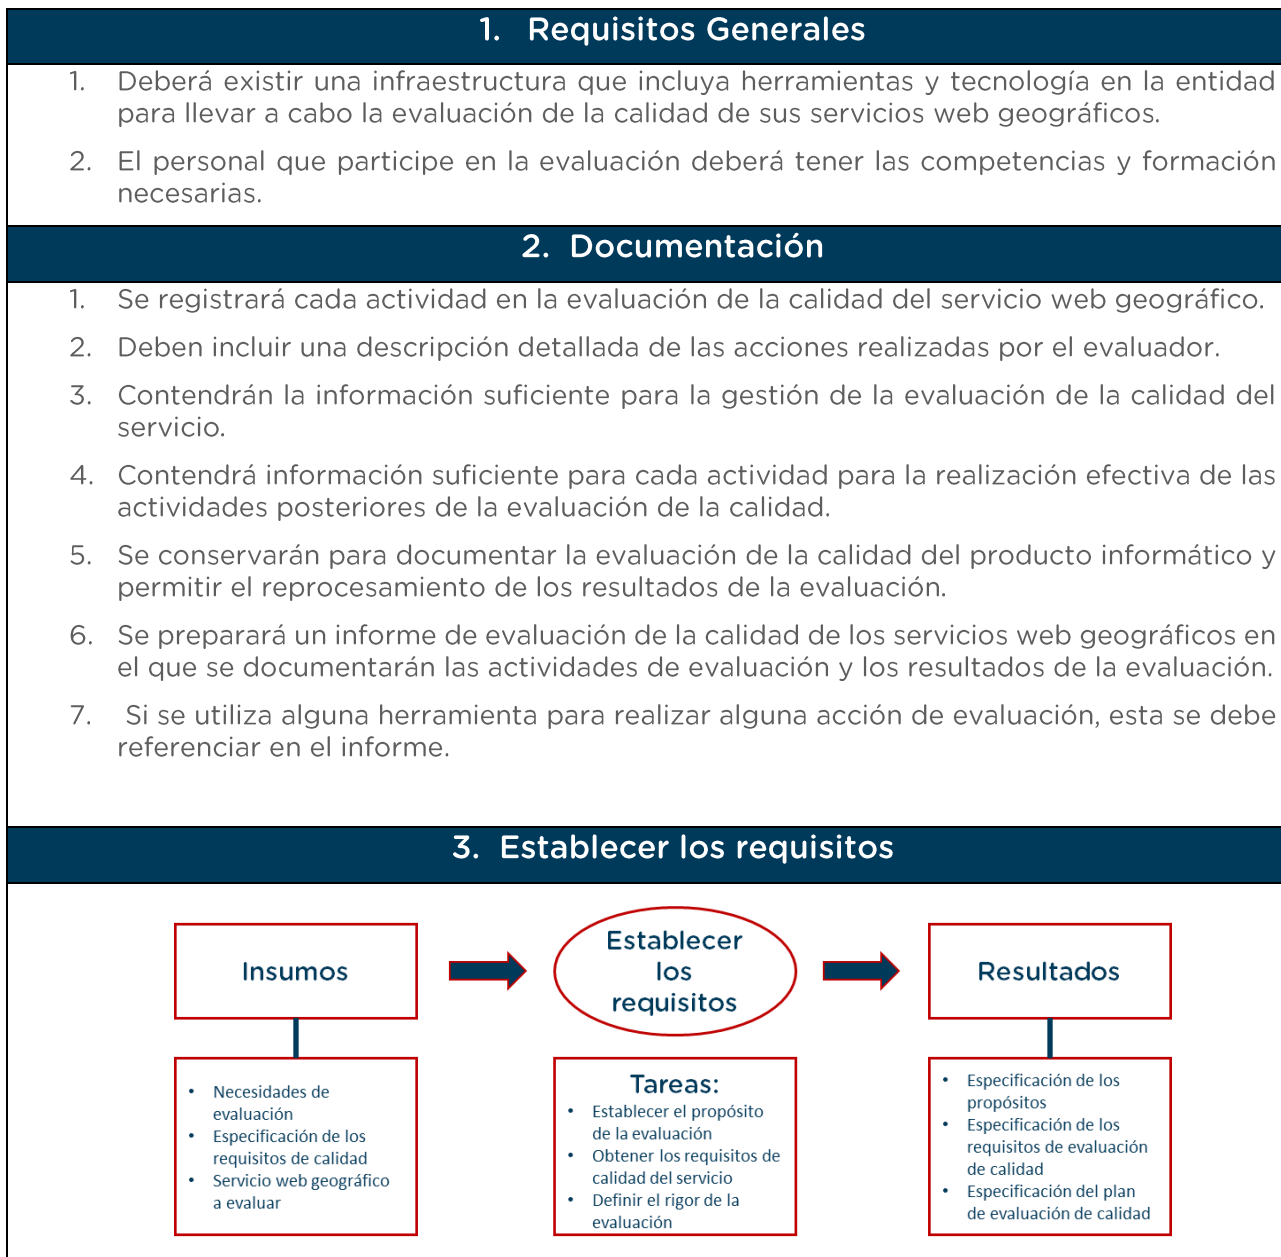 1. Requisitos Generales
1. Deberá existir una infraestructura que incluya herramientas y tecnología en la entidad
para llevar a cabo la evaluación de la calidad de sus servicios web geográficos.
2. El personal que participe en la evaluación deberá tener las competencias y formación
necesarias.
2. Documentación
1. Se registrará cada actividad en la evaluación de la calidad del servicio web geográfico.
2. Deben incluir una descripción detallada de las acciones realizadas por el evaluador.
3. Contendrán la información suficiente para la gestión de la evaluación de la calidad del
servicio.
4. Contendrá información suficiente para cada actividad para la realización efectiva de las
actividades posteriores de la evaluación de la calidad.
5. Se conservarán para documentar la evaluación de la calidad del producto informático y
permitir el reprocesamiento de los resultados de la evaluación.
6. Se preparará un informe de evaluación de la calidad de los servicios web geográficos en
el que se documentarán las actividades de evaluación y los resultados de la evaluación.
7. Si se utiliza alguna herramienta para realizar alguna acción de evaluación, esta se debe
referenciar en el informe.
3. Establecer los requisitos
Insumos
Establecer
los
requisitos
Resultados
• Necesidades de
evaluación
• Especificación de los
requisitos de calidad
• Servicio web geográfico
a evaluar
Tareas:
• Establecer el propósito
de la evaluación
• Obtener los requisitos de
calidad del servicio
• Definir el rigor de la
evaluación
• Especificación de los
propósitos
• Especificación de los
requisitos de evaluación
de calidad
• Especificación del plan
de evaluación de calidad